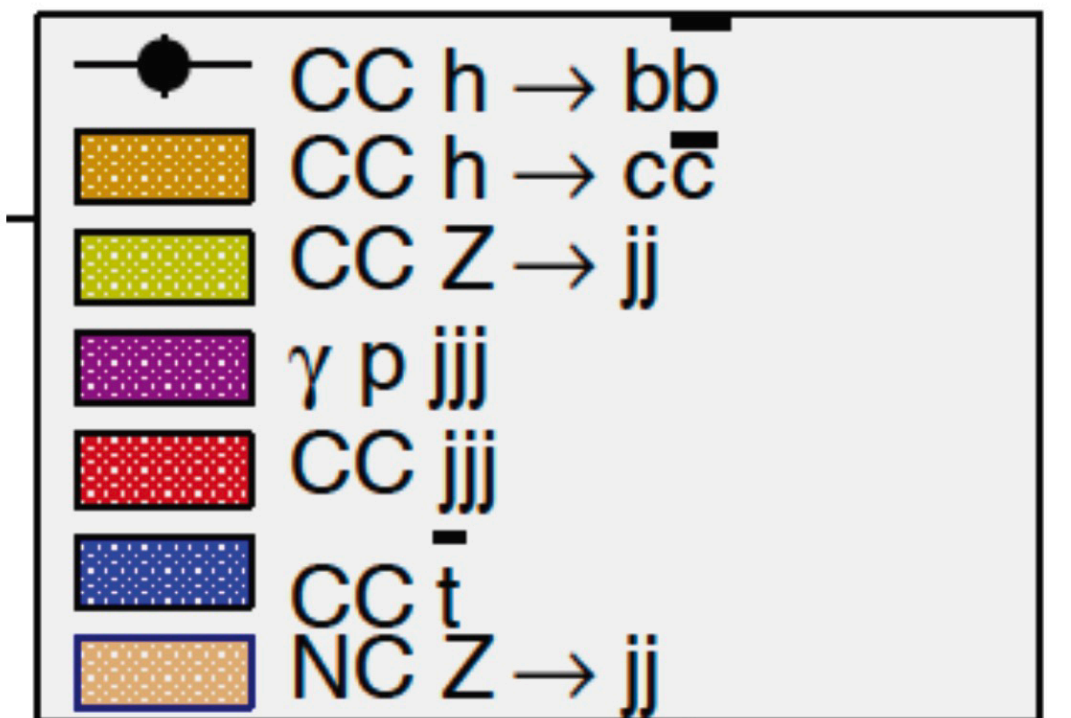 CC h → bb̅
CC h → cc̅
CC Z → jj
γ p jjj
CC jjj
CC t̅
NC Z → jj